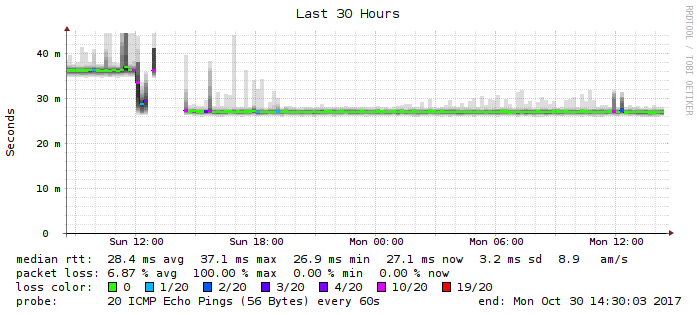 Last 30 Hours
RRDTOOL / TOBI OETIKER
Seconds
40 m
30 m
20 m
10 m
0
Sun 12:00 Sun 18:00 Mon 00:00 Mon 06:00 Mon 12:00
median rtt: 28.4 ms avg 37.1 ms max 26.9 ms min 27.1 ms now 3.2 ms sd 8.9 am/s
packet loss: 6.87 % avg 100.00 % max 0.00 % min 0.00 % now
loss color: 0 1/20 2/20 3/20 4/20 10/20 19/20
probe: 20 ICMP Echo Pings (56 Bytes) every 60s end: Mon Oct 30 14:30:03 2017